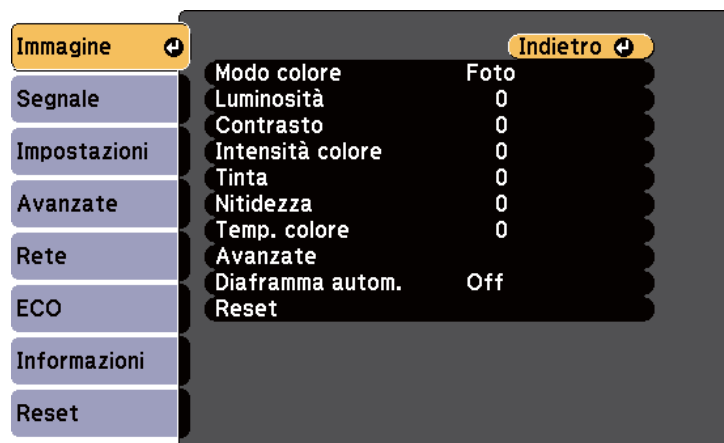 Immagine
Segnale
Impostazioni
Avanzate
Rete
ECO
Informazioni
Reset
Indietro
Modo colore Foto
Luminosità 0
Contrasto 0
Intensità colore 0
Tinta 0
Nitidezza 0
Temp. colore 0
Avanzate
Diaframma autom. Off
Reset